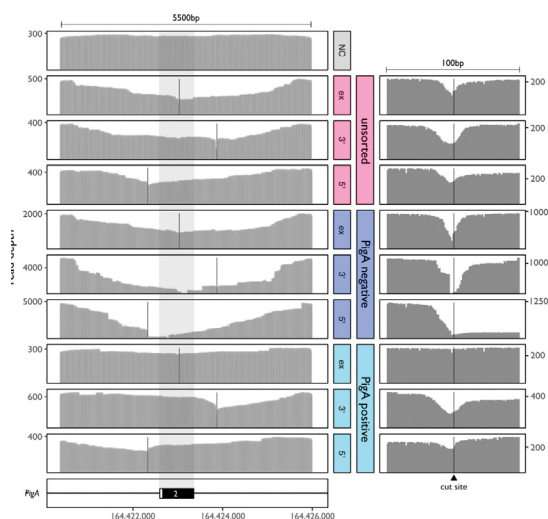 5500bp
100bp
300
NC
500
ex
200
400
3'
unsorted
200
400
5'
200
2000
ex
1000
4000
3'
PigA negative
1000
5000
5'
1250
300
ex
200
600
3'
PigA positive
400
400
5'
200
PigA
2
cut site
164.422.000
164.424.000
164.426.000